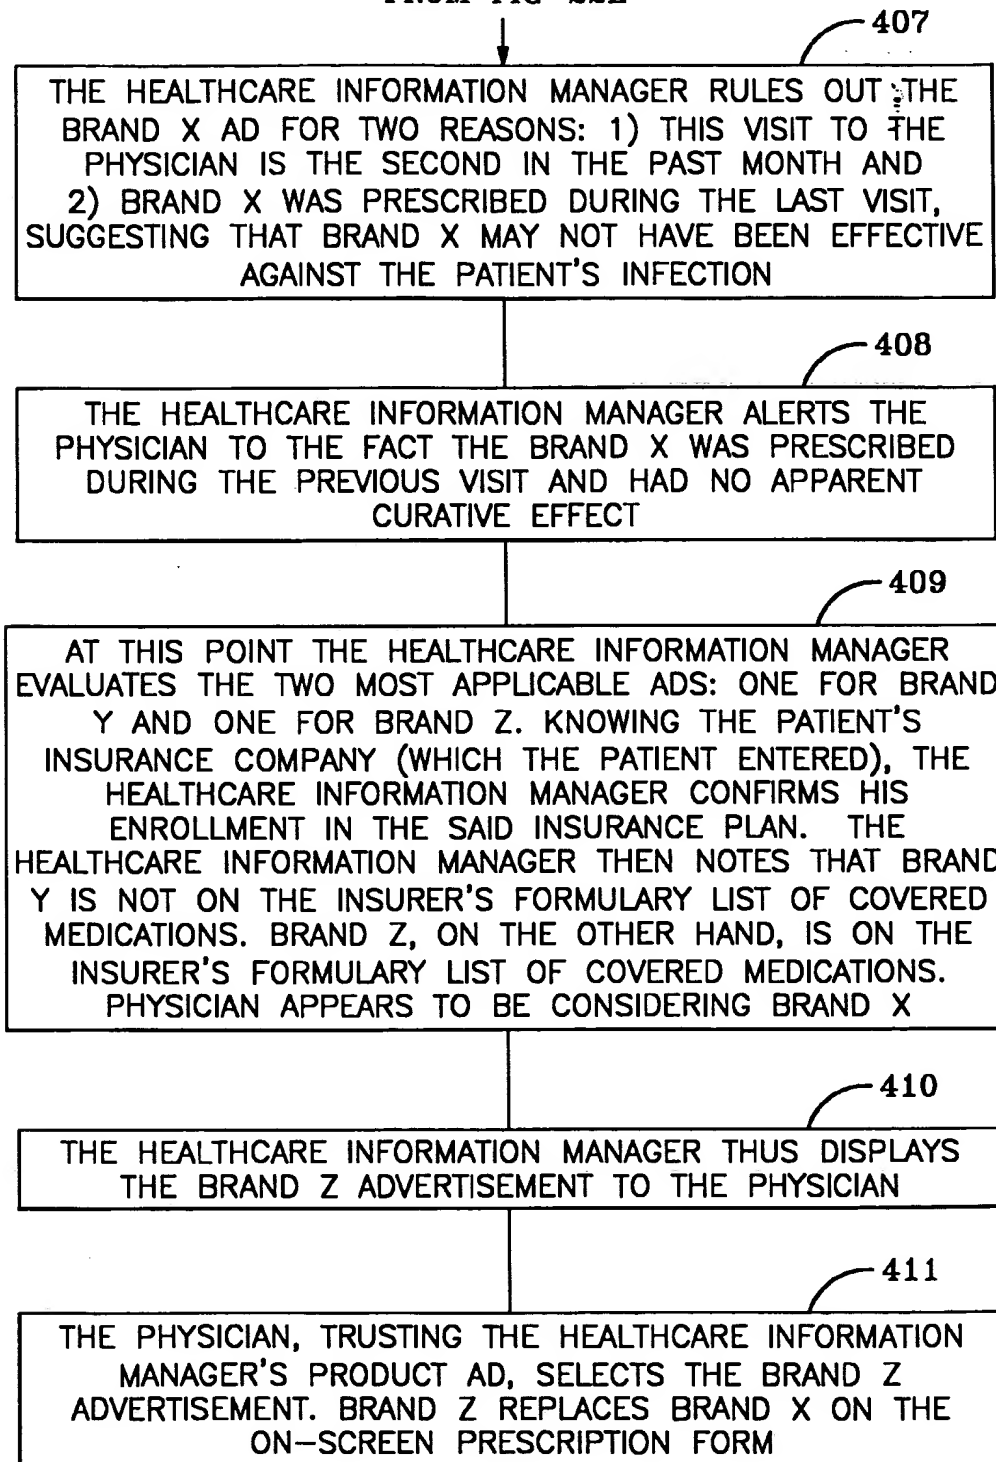 407
THE HEALTHCARE INFORMATION MANAGER RULES OUT THE
BRAND X AD FOR TWO REASONS: 1) THIS VISIT TO THE
PHYSICIAN IS THE SECOND IN THE PAST MONTH AND
2) BRAND X WAS PRESCRIBED DURING THE LAST VISIT,
SUGGESTING THAT BRAND X MAY NOT HAVE BEEN EFFECTIVE
AGAINST THE PATIENT'S INFECTION
408
THE HEALTHCARE INFORMATION MANAGER ALERTS THE
PHYSICIAN TO THE FACT THE BRAND X WAS PRESCRIBED
DURING THE PREVIOUS VISIT AND HAD NO APPARENT
CURATIVE EFFECT
409
AT THIS POINT THE HEALTHCARE INFORMATION MANAGER
EVALUATES THE TWO MOST APPLICABLE ADS: ONE FOR BRAND
Y AND ONE FOR BRAND Z. KNOWING THE PATIENT'S
INSURANCE COMPANY (WHICH THE PATIENT ENTERED), THE
HEALTHCARE INFORMATION MANAGER CONFIRMS HIS
ENROLLMENT IN THE SAID INSURANCE PLAN. THE
HEALTHCARE INFORMATION MANAGER THEN NOTES THAT BRAND
Y IS NOT ON THE INSURER'S FORMULARY LIST OF COVERED
MEDICATIONS. BRAND Z, ON THE OTHER HAND, IS ON THE
INSURER'S FORMULARY LIST OF COVERED MEDICATIONS.
PHYSICIAN APPEARS TO BE CONSIDERING BRAND X
410
THE HEALTHCARE INFORMATION MANAGER THUS DISPLAYS
THE BRAND Z ADVERTISEMENT TO THE PHYSICIAN
411
THE PHYSICIAN, TRUSTING THE HEALTHCARE INFORMATION
MANAGER'S PRODUCT AD, SELECTS THE BRAND Z
ADVERTISEMENT. BRAND Z REPLACES BRAND X ON THE
ON-SCREEN PRESCRIPTION FORM